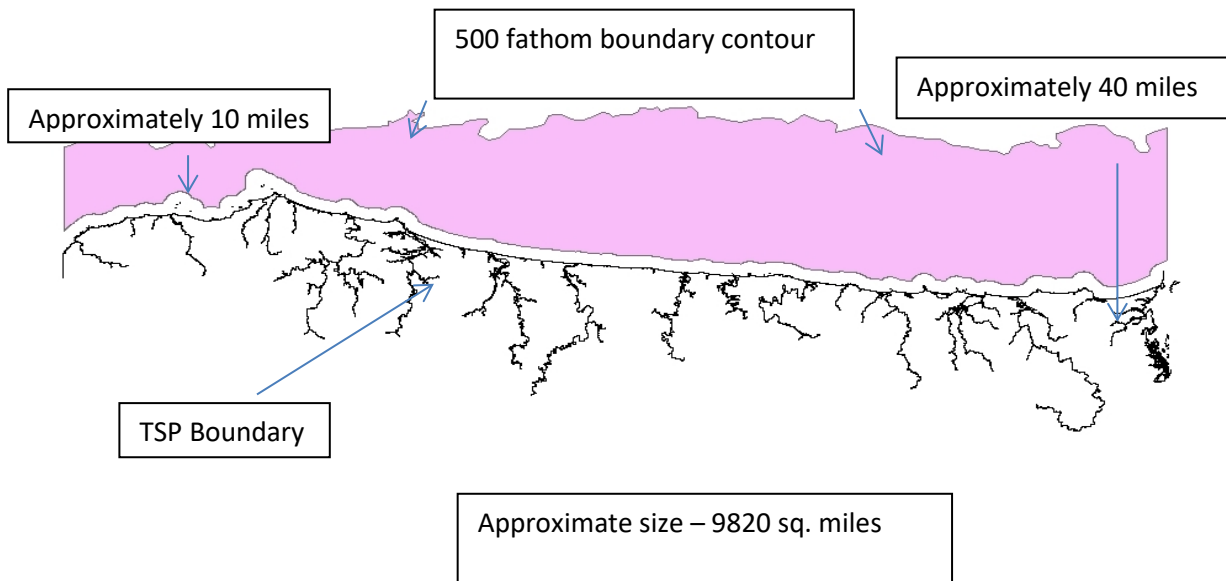 500 fathom boundary contour
Approximately 10 miles
Approximately 40 miles
TSP Boundary
Approximate size – 9820 sq. miles